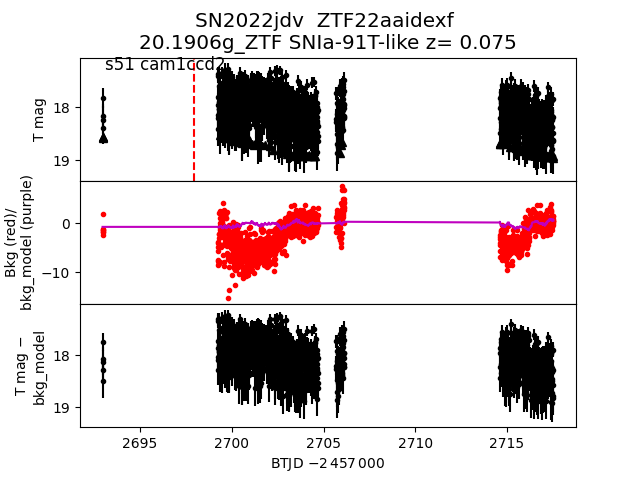 SN2022jdv  ZTF22aaidexf
20.1906g_ZTF SNIa-91T-like z= 0.075
s51 cam1ccd2
T mag
18
19
Bkg (red)/
bkg_model (purple)
0
−10
T mag −
bkg_model
18
19
2695 2700 2705 2710 2715
BTJD −2 457 000